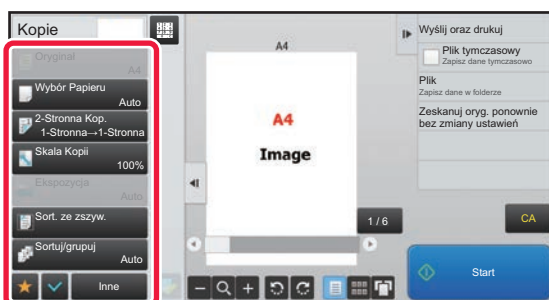 Kopie
Oryginał
A4
Wybór Papieru
Auto
2-Stronna Kop.
1-Stronna→1-Stronna
Skala Kopii
100%
Ekspozycja
Auto
Sort. ze zszyw.
Sortuj/grupuj
Auto
Inne
A4
A4
Image
1 / 6
Wyślij oraz drukuj
Plik tymczasowy
Zapisz dane tymczasowo
Plik
Zapisz dane w folderze
Zeskanuj oryg. ponownie
bez zmiany ustawień
CA
Start